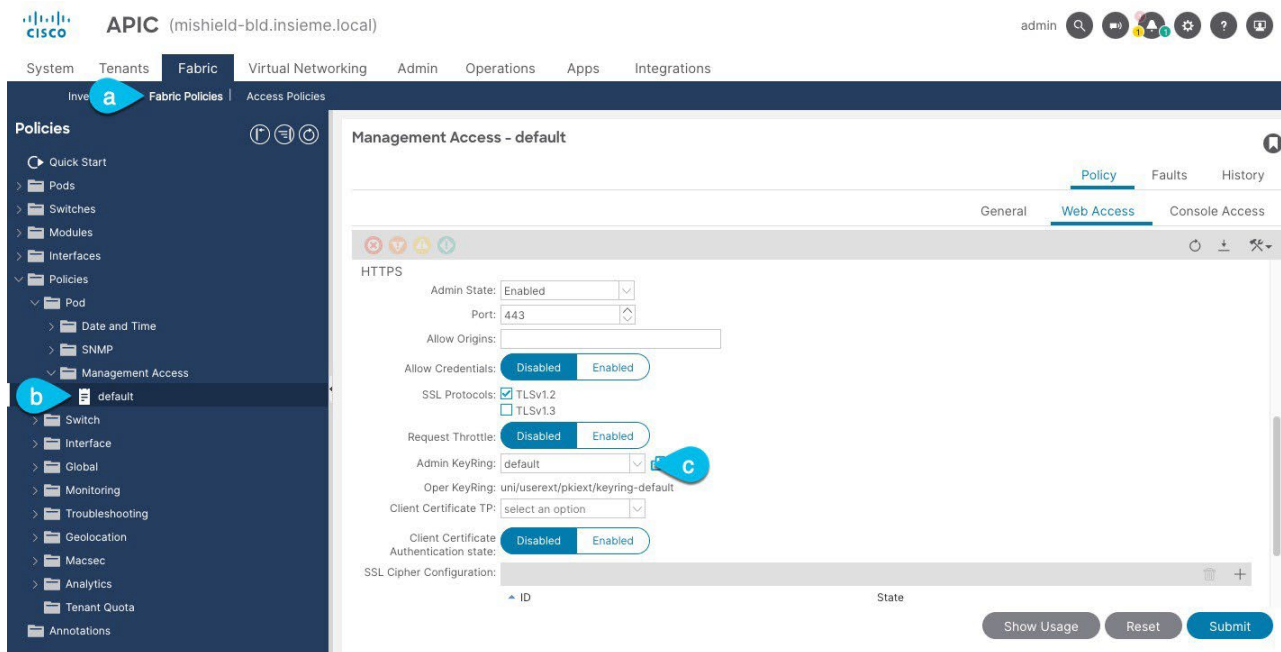 CISCO APIC (mishield-bld.insieme.local) admin 1 1 ?
System Tenants Fabric Virtual Networking Admin Operations Apps Integrations
Inve a Fabric Policies | Access Policies
Policies
Quick Start
Pods
Switches
Modules
Interfaces
Policies
Pod
Date and Time
SNMP
Management Access
b default
Switch
Interface
Global
Monitoring
Troubleshooting
Geolocation
Macsec
Analytics
Tenant Quota
Annotations
Management Access - default
Policy Faults History
General Web Access Console Access
HTTPS
Admin State: Enabled
Port: 443
Allow Origins:
Allow Credentials: Disabled Enabled
SSL Protocols: TLSv1.2
TLSv1.3
Request Throttle: Disabled Enabled
Admin KeyRing: default c
Oper KeyRing: uni/userext/pkiext/keyring-default
Client Certificate TP: select an option
Client Certificate
Authentication state: Disabled Enabled
SSL Cipher Configuration:
ID State
Show Usage Reset Submit